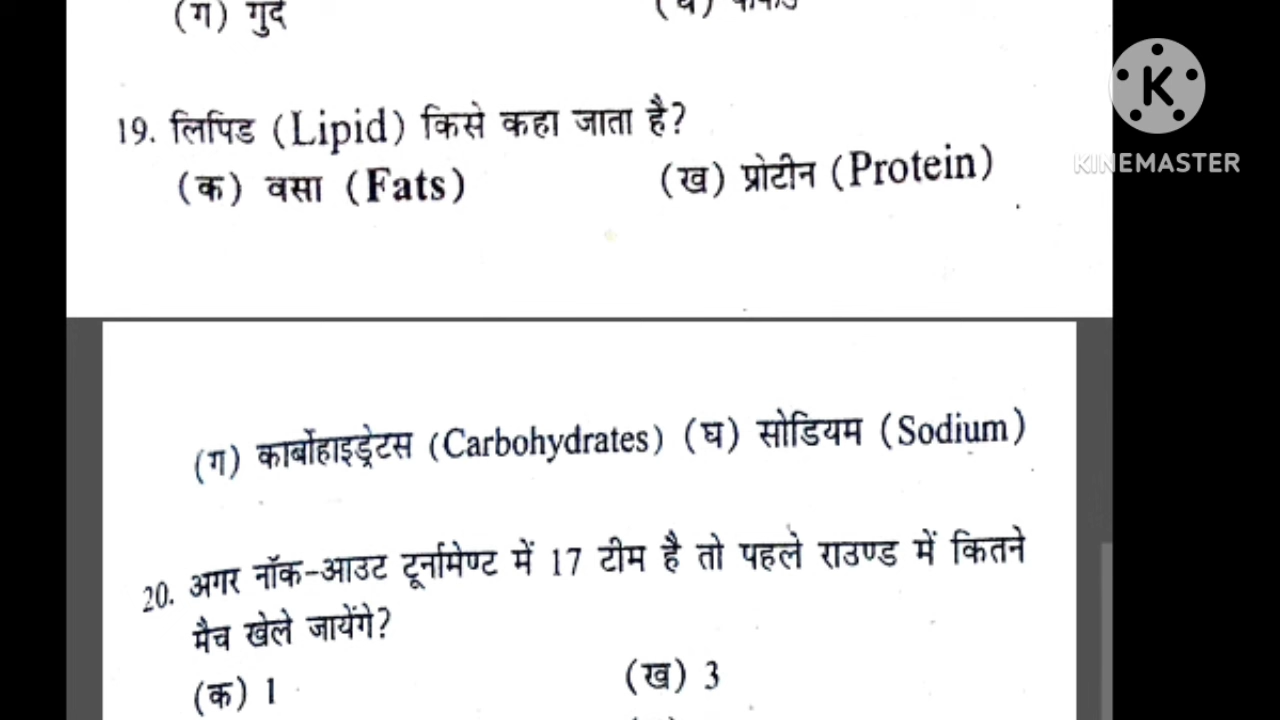 (ग) गुर्दे
19. लिपिड (Lipid) किसे कहा जाता है?
(क) वसा (Fats) (ख) प्रोटीन (Protein)
(ग) कार्बोहाइड्रेटस (Carbohydrates) (घ) सोडियम (Sodium)
20. अगर नॉक-आउट टूर्नामेण्ट में 17 टीम है तो पहले राउण्ड में कितने
मैच खेले जायेंगे?
(क) 1 (ख) 3
K
KINEMASTER